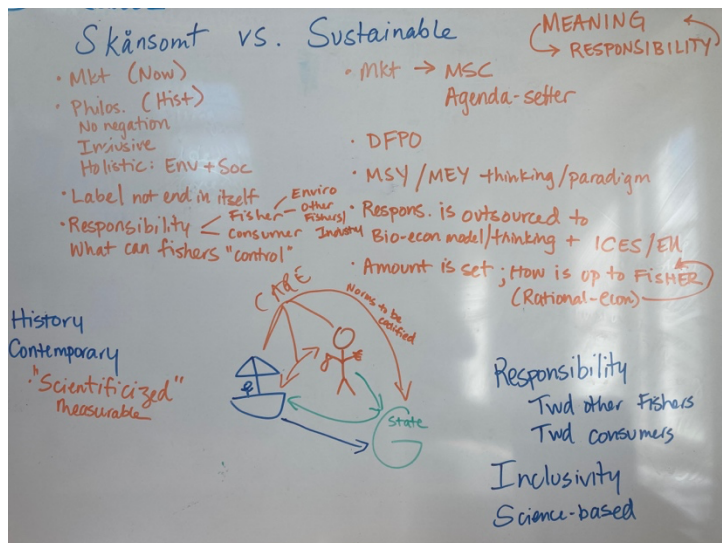 Skånsomt vs. Sustainable
MEANING
→ RESPONSIBILITY
• Mkt (Now)
• Philos. (Hist)
No negation
Inclusive
Holistic: Env + Soc
• Label not end in itself
• Responsibility < Fisher – Enviro
Other Fishers/
Industry
Consumer
What can fishers "control"
• Mkt → MSC
Agenda-setter
• DFPO
• MSY/MEY thinking/paradigm
• Respons. is outsourced to
Bio-econ model/thinking + ICES/EU
• Amount is set; How is up to FISHER
(Rational-econ)
CARE
Norms to be codified
State
History
Contemporary
• "Scientificized"
Measurable
Responsibility
Twd other Fishers
Twd consumers
Inclusivity
Science-based